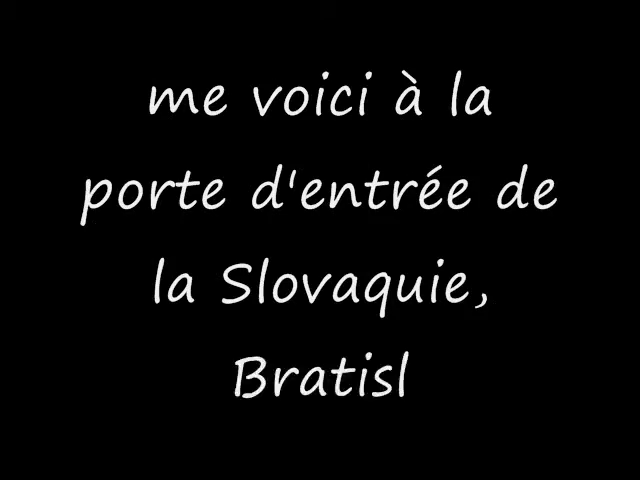 me voici à la
porte d'entrée de
la Slovaquie,
Bratisl